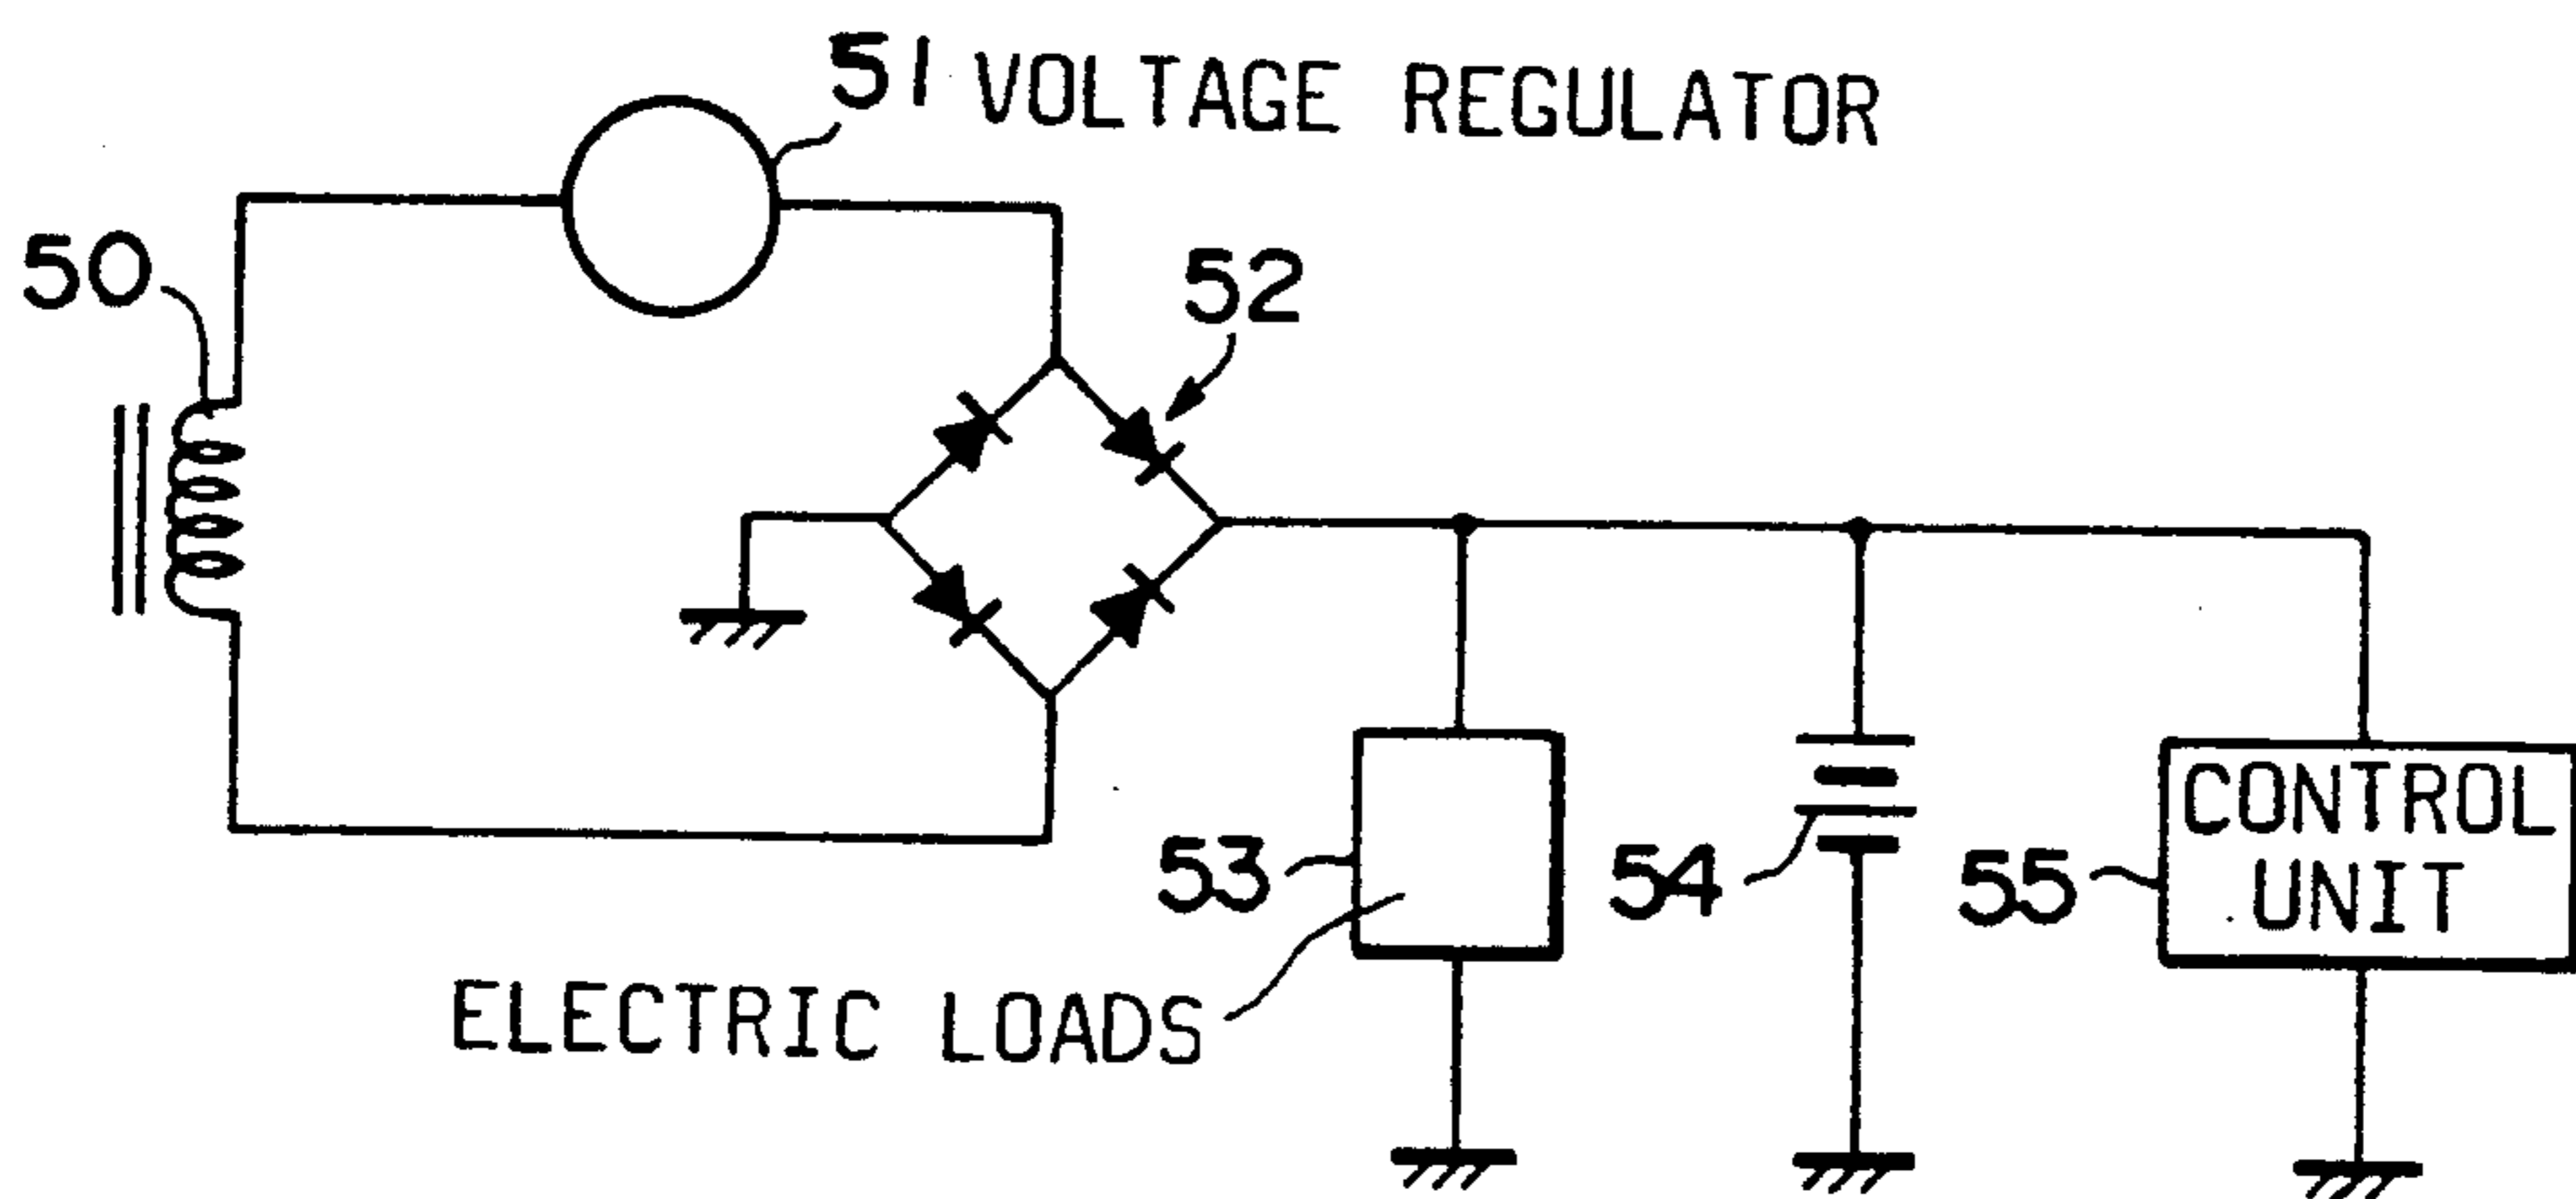 51 VOLTAGE REGULATOR
50
52
53
54
55
CONTROL
UNIT
ELECTRIC LOADS